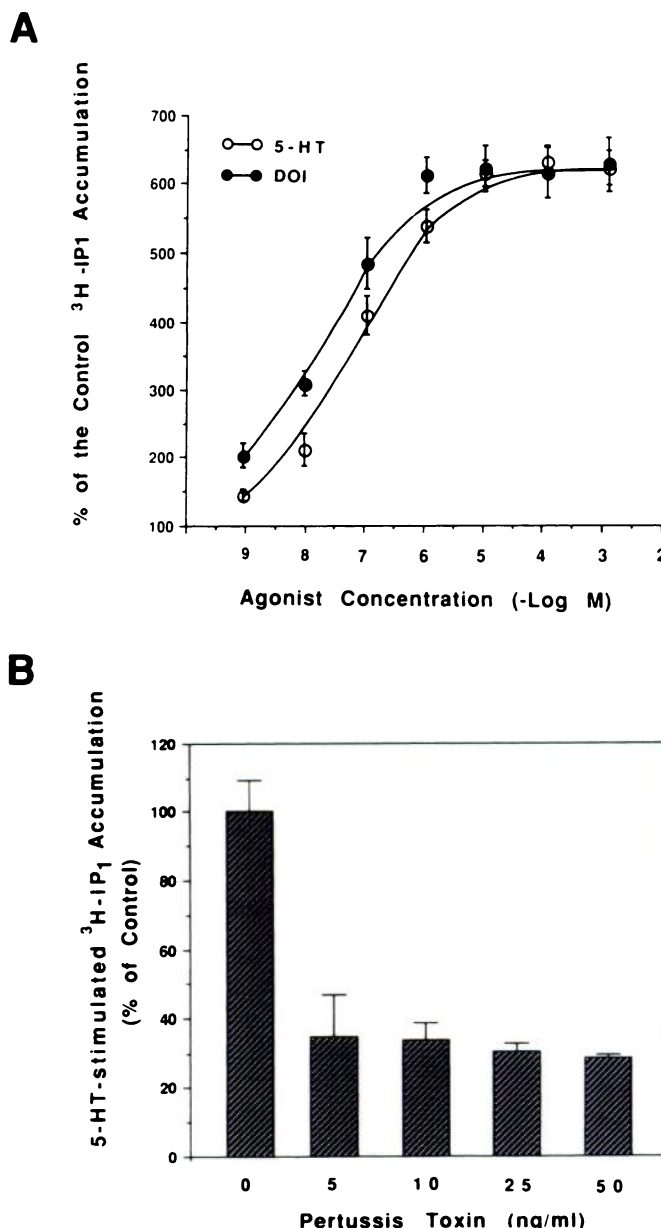 A
% of the Control ³H-IP1 Accumulation
700
600
500
400
300
200
100
5-HT
DOI
9 8 7 6 5 4 3 2
Agonist Concentration (-Log M)
B
5-HT-stimulated ³H-IP₁ Accumulation
(% of Control)
120
100
80
60
40
20
0
0 5 10 25 50
Pertussis Toxin (ng/ml)